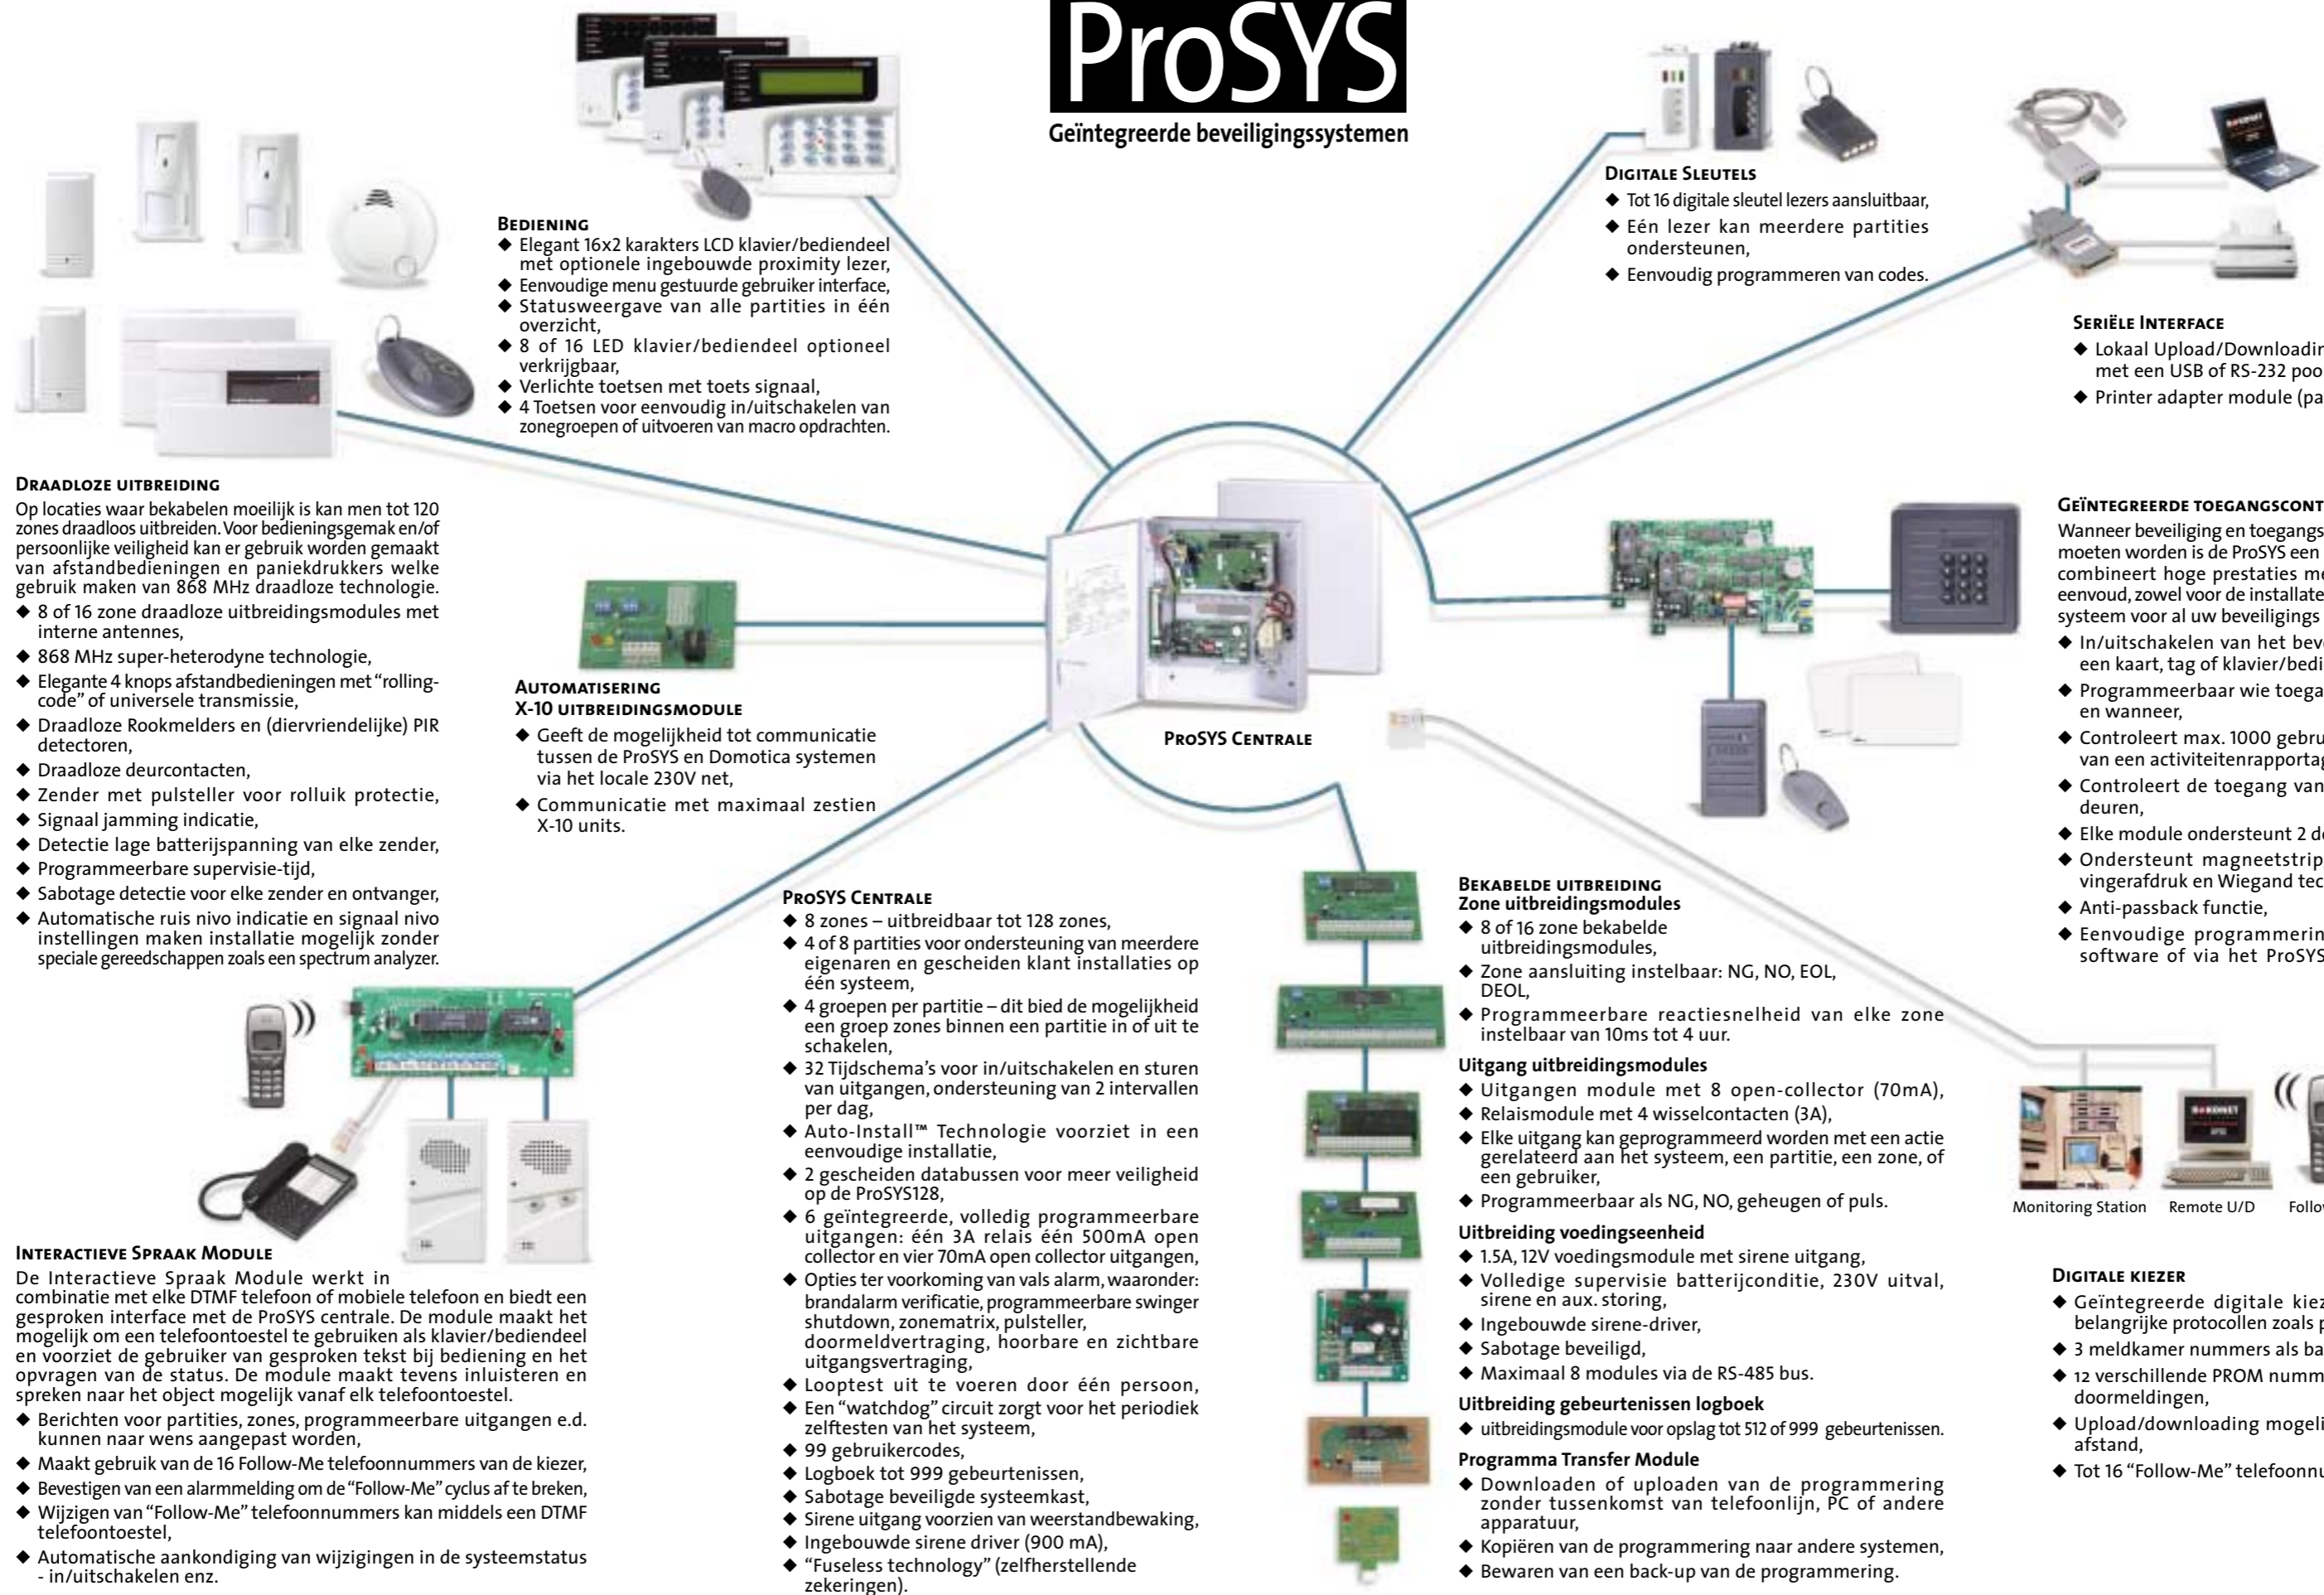 ProSYS
Geïntegreerde beveiligingssystemen
BEDIENING
◆ Elegant 16x2 karakters LCD klavier/bediendeel
met optionele ingebouwde proximity lezer,
◆ Eenvoudige menu gestuurde gebruiker interface,
◆ Statusweergave van alle partities in één
overzicht,
◆ 8 of 16 LED klavier/bediendeel optioneel
verkrijgbaar,
◆ Verlichte toetsen met toets signaal,
◆ 4 Toetsen voor eenvoudig in/uitschakelen van
zonegroepen of uitvoeren van macro opdrachten.
DIGITALE SLEUTELS
◆ Tot 16 digitale sleutel lezers aansluitbaar,
◆ Eén lezer kan meerdere partities
ondersteunen,
◆ Eenvoudig programmeren van codes.
SERIËLE INTERFACE
◆ Lokaal Upload/Downloadin
met een USB of RS-232 poo
◆ Printer adapter module (pa
DRAADLOZE UITBREIDING
Op locaties waar bekabelen moeilijk is kan men tot 120
zones draadloos uitbreiden. Voor bedieningsgemak en/of
persoonlijke veiligheid kan er gebruik worden gemaakt
van afstandbedieningen en paniekdrukkers welke
gebruik maken van 868 MHz draadloze technologie.
◆ 8 of 16 zone draadloze uitbreidingsmodules met
interne antennes,
◆ 868 MHz super-heterodyne technologie,
◆ Elegante 4 knops afstandbedieningen met “rolling-
code” of universele transmissie,
◆ Draadloze Rookmelders en (diervriendelijke) PIR
detectoren,
◆ Draadloze deurcontacten,
◆ Zender met pulsteller voor rolluik protectie,
◆ Signaal jamming indicatie,
◆ Detectie lage batterijspanning van elke zender,
◆ Programmeerbare supervisie-tijd,
◆ Sabotage detectie voor elke zender en ontvanger,
◆ Automatische ruis nivo indicatie en signaal nivo
instellingen maken installatie mogelijk zonder
speciale gereedschappen zoals een spectrum analyzer.
AUTOMATISERING
X-10 UITBREIDINGSMODULE
◆ Geeft de mogelijkheid tot communicatie
tussen de ProSYS en Domotica systemen
via het locale 230V net,
◆ Communicatie met maximaal zestien
X-10 units.
PROSYS CENTRALE
GEÏNTEGREERDE TOEGANGSCONT
Wanneer beveiliging en toegangs
moeten worden is de ProSYS een
combineert hoge prestaties me
eenvoud, zowel voor de installate
systeem voor al uw beveiligings
◆ In/uitschakelen van het beve
een kaart, tag of klavier/bedi
◆ Programmeerbaar wie toega
en wanneer,
◆ Controleert max. 1000 gebru
van een activiteitenrapportag
◆ Controleert de toegang van
deuren,
◆ Elke module ondersteunt 2 de
◆ Ondersteunt magneetstrip,
vingerafdruk en Wiegand tec
◆ Anti-passback functie,
◆ Eenvoudige programmerin
software of via het ProSYS
INTERACTIEVE SPRAAK MODULE
De Interactieve Spraak Module werkt in
combinatie met elke DTMF telefoon of mobiele telefoon en biedt een
gesproken interface met de ProSYS centrale. De module maakt het
mogelijk om een telefoontoestel te gebruiken als klavier/bediendeel
en voorziet de gebruiker van gesproken tekst bij bediening en het
opvragen van de status. De module maakt tevens inluisteren en
spreken naar het object mogelijk vanaf elk telefoontoestel.
◆ Berichten voor partities, zones, programmeerbare uitgangen e.d.
kunnen naar wens aangepast worden,
◆ Maakt gebruik van de 16 Follow-Me telefoonnummers van de kiezer,
◆ Bevestigen van een alarmmelding om de “Follow-Me” cyclus af te breken,
◆ Wijzigen van “Follow-Me” telefoonnummers kan middels een DTMF
telefoontoestel,
◆ Automatische aankondiging van wijzigingen in de systeemstatus
- in/uitschakelen enz.
PROSYS CENTRALE
◆ 8 zones – uitbreidbaar tot 128 zones,
◆ 4 of 8 partities voor ondersteuning van meerdere
eigenaren en gescheiden klant installaties op
één systeem,
◆ 4 groepen per partitie – dit bied de mogelijkheid
een groep zones binnen een partitie in of uit te
schakelen,
◆ 32 Tijdschema’s voor in/uitschakelen en sturen
van uitgangen, ondersteuning van 2 intervallen
per dag,
◆ Auto-Install™ Technologie voorziet in een
eenvoudige installatie,
◆ 2 gescheiden databussen voor meer veiligheid
op de ProSYS128,
◆ 6 geïntegreerde, volledig programmeerbare
uitgangen: één 3A relais één 500mA open
collector en vier 70mA open collector uitgangen,
◆ Opties ter voorkoming van vals alarm, waaronder:
brandalarm verificatie, programmeerbare swinger
shutdown, zonematrix, pulsteller,
doormeldvertraging, hoorbare en zichtbare
uitgangsvertraging,
◆ Looptest uit te voeren door één persoon,
◆ Een “watchdog” circuit zorgt voor het periodiek
zelftesten van het systeem,
◆ 99 gebruikercodes,
◆ Logboek tot 999 gebeurtenissen,
◆ Sabotage beveiligde systeemkast,
◆ Sirene uitgang voorzien van weerstandbewaking,
◆ Ingebouwde sirene driver (900 mA),
◆ “Fuseless technology” (zelfherstellende
zekeringen).
BEKABELDE UITBREIDING
Zone uitbreidingsmodules
◆ 8 of 16 zone bekabelde
uitbreidingsmodules,
◆ Zone aansluiting instelbaar: NG, NO, EOL,
DEOL,
◆ Programmeerbare reactiesnelheid van elke zone
instelbaar van 10ms tot 4 uur.
Uitgang uitbreidingsmodules
◆ Uitgangen module met 8 open-collector (70mA),
◆ Relaismodule met 4 wisselcontacten (3A),
◆ Elke uitgang kan geprogrammeerd worden met een actie
gerelateerd aan het systeem, een partitie, een zone, of
een gebruiker,
◆ Programmeerbaar als NG, NO, geheugen of puls.
Uitbreiding voedingseenheid
◆ 1.5A, 12V voedingsmodule met sirene uitgang,
◆ Volledige supervisie batterijconditie, 230V uitval,
sirene en aux. storing,
◆ Ingebouwde sirene-driver,
◆ Sabotage beveiligd,
◆ Maximaal 8 modules via de RS-485 bus.
Uitbreiding gebeurtenissen logboek
◆ uitbreidingsmodule voor opslag tot 512 of 999 gebeurtenissen.
Programma Transfer Module
◆ Downloaden of uploaden van de programmering
zonder tussenkomst van telefoonlijn, PC of andere
apparatuur,
◆ Kopiëren van de programmering naar andere systemen,
◆ Bewaren van een back-up van de programmering.
Monitoring Station
Remote U/D
Follow
DIGITALE KIEZER
◆ Geïntegreerde digitale kiez
belangrijke protocollen zoals p
◆ 3 meldkamer nummers als ba
◆ 12 verschillende PROM numm
doormeldingen,
◆ Upload/downloading mogeli
afstand,
◆ Tot 16 “Follow-Me” telefoonnu